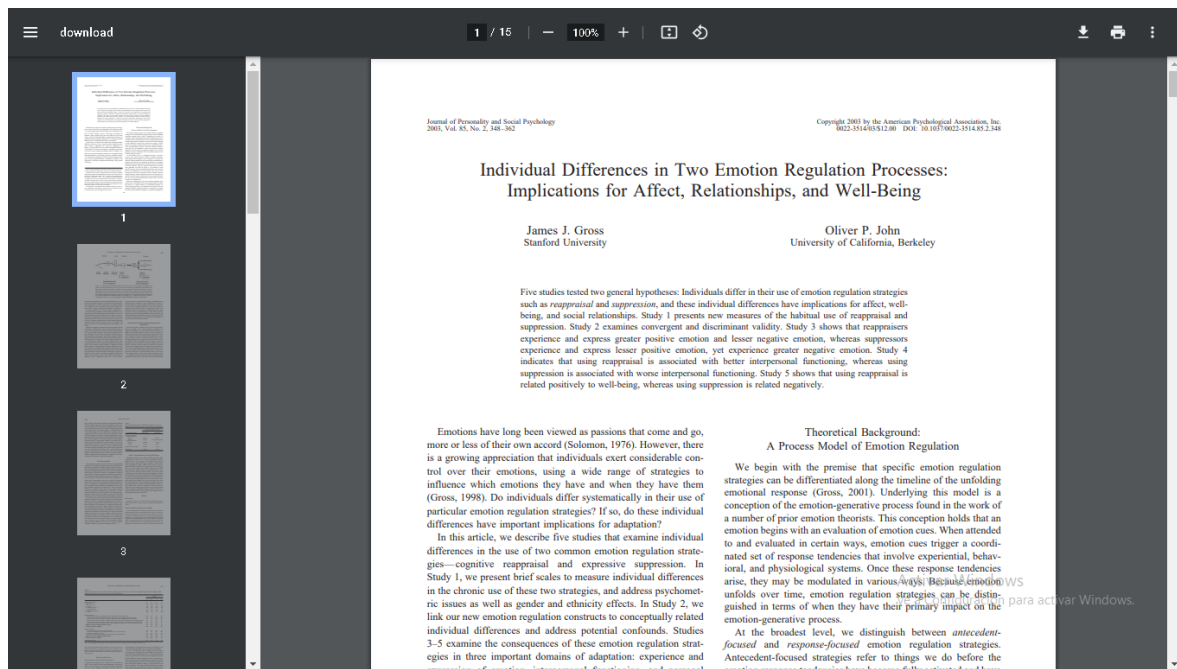 download
1 / 15
100%
1
2
3
Journal of Personality and Social Psychology
2003, Vol. 85, No. 2, 348–362
Copyright 2003 by the American Psychological Association, Inc.
0022-3514/03/$12.00 DOI: 10.1037/0022-3514.85.2.348
Individual Differences in Two Emotion Regulation Processes:
Implications for Affect, Relationships, and Well-Being
James J. Gross
Stanford University
Oliver P. John
University of California, Berkeley
Five studies tested two general hypotheses: Individuals differ in their use of emotion regulation strategies
such as reappraisal and suppression, and these individual differences have implications for affect, well-
being, and social relationships. Study 1 presents new measures of the habitual use of reappraisal and
suppression. Study 2 examines convergent and discriminant validity. Study 3 shows that reappraisers
experience and express greater positive emotion and lesser negative emotion, whereas suppressors
experience and express lesser positive emotion, yet experience greater negative emotion. Study 4
indicates that using reappraisal is associated with better interpersonal functioning, whereas using
suppression is associated with worse interpersonal functioning. Study 5 shows that using reappraisal is
related positively to well-being, whereas using suppression is related negatively.
Emotions have long been viewed as passions that come and go,
more or less of their own accord (Solomon, 1976). However, there
is a growing appreciation that individuals exert considerable con-
trol over their emotions, using a wide range of strategies to
influence which emotions they have and when they have them
(Gross, 1998). Do individuals differ systematically in their use of
particular emotion regulation strategies? If so, do these individual
differences have important implications for adaptation?
In this article, we describe five studies that examine individual
differences in the use of two common emotion regulation strate-
gies—cognitive reappraisal and expressive suppression. In
Study 1, we present brief scales to measure individual differences
in the chronic use of these two strategies, and address psychomet-
ric issues as well as gender and ethnicity effects. In Study 2, we
link our new emotion regulation constructs to conceptually related
individual differences and address potential confounds. Studies
3–5 examine the consequences of these emotion regulation strat-
egies in three important domains of adaptation: experience and
Theoretical Background:
A Process Model of Emotion Regulation
We begin with the premise that specific emotion regulation
strategies can be differentiated along the timeline of the unfolding
emotional response (Gross, 2001). Underlying this model is a
conception of the emotion-generative process found in the work of
a number of prior emotion theorists. This conception holds that an
emotion begins with an evaluation of emotion cues. When attended
to and evaluated in certain ways, emotion cues trigger a coordi-
nated set of response tendencies that involve experiential, behav-
ioral, and physiological systems. Once these response tendencies
arise, they may be modulated in various ways. Because emotion
unfolds over time, emotion regulation strategies can be distin-
guished in terms of when they have their primary impact on the
emotion-generative process.
At the broadest level, we distinguish between antecedent-
focused and response-focused emotion regulation strategies.
Antecedent-focused strategies refer to things we do before the
Activar Windows
Ve a Configuración para activar Windows.